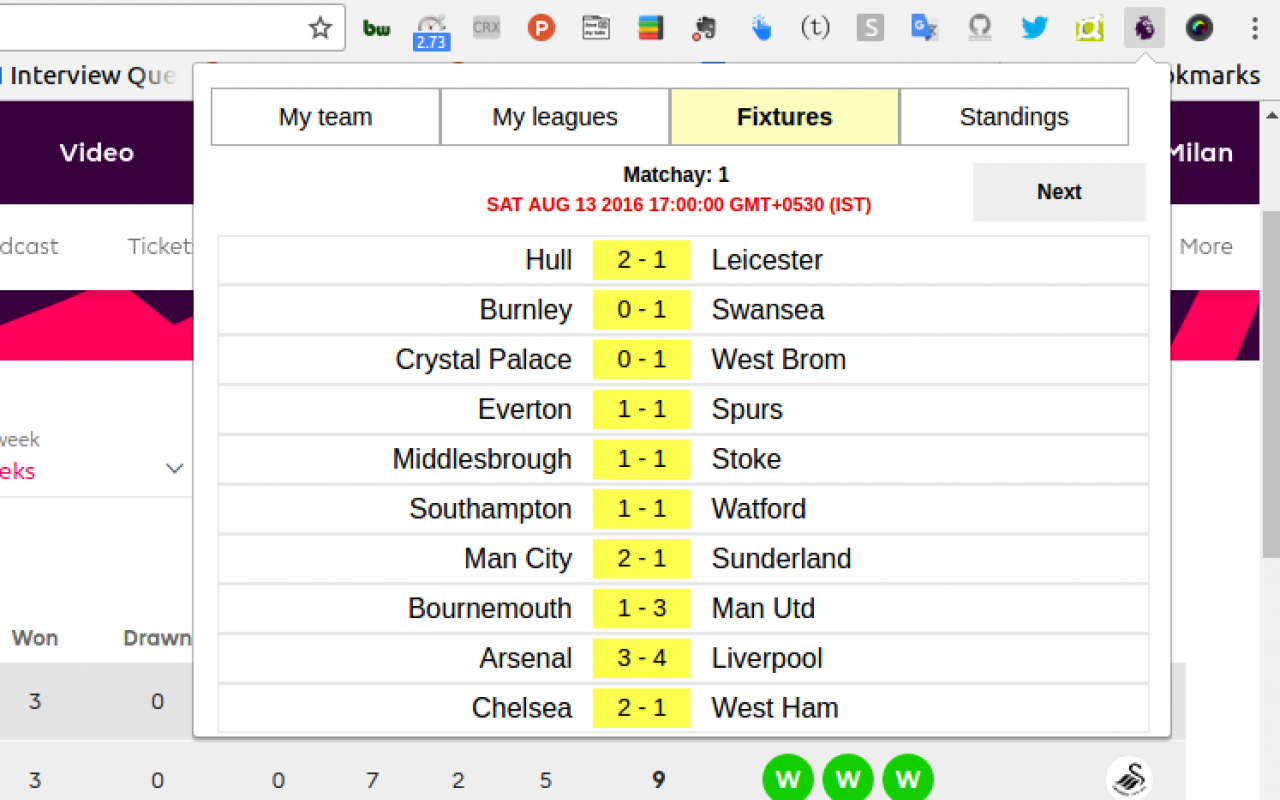 bw
2.73
CRX
P
(t)
S
Interview Que
kmarks
My team
My leagues
Fixtures
Standings
Video
Milan
Matchay: 1
SAT AUG 13 2016 17:00:00 GMT+0530 (IST)
Next
dcast
Ticket
More
Hull 2 - 1 Leicester
Burnley 0 - 1 Swansea
Crystal Palace 0 - 1 West Brom
Everton 1 - 1 Spurs
week
Middlesbrough 1 - 1 Stoke
eks
Southampton 1 - 1 Watford
Man City 2 - 1 Sunderland
Bournemouth 1 - 3 Man Utd
Won Drawn
Arsenal 3 - 4 Liverpool
3 0
Chelsea 2 - 1 West Ham
3 0 0 7 2 5 9 W W W